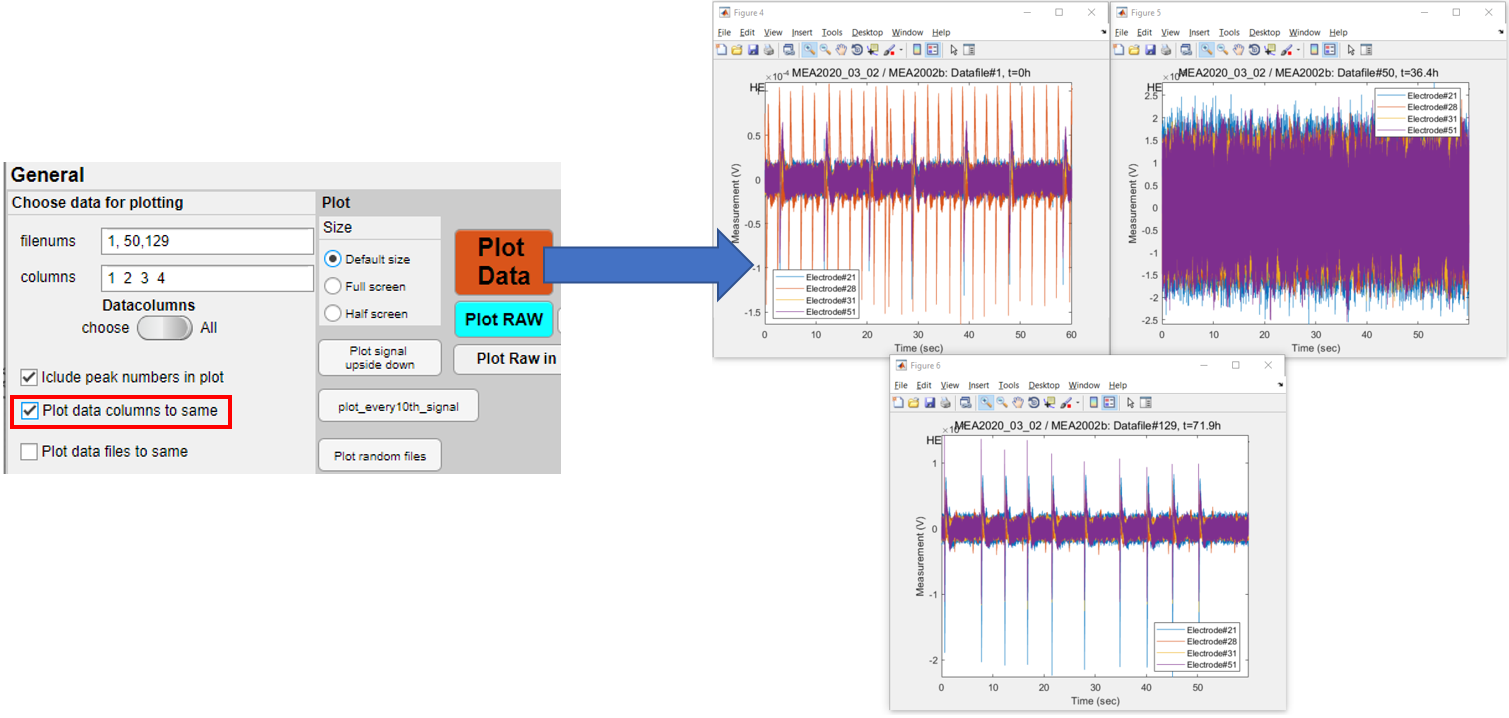 General
Choose data for plotting
filenums
1, 50,129
columns
1 2 3 4
Datacolumns
choose
All
Iclude peak numbers in plot
Plot data columns to same
Plot data files to same
Plot
Size
Default size
Full screen
Half screen
Plot signal
upside down
plot_every10th_signal
Plot random files
Plot
Data
Plot RAW
Plot Raw in
Figure 4
File Edit View Insert Tools Desktop Window Help
×10-4
MEA2020_03_02 / MEA2002b: Datafile#1, t=0h
HE
0.5
0
-0.5
-1
-1.5
Measurement (V)
Electrode#21
Electrode#28
Electrode#31
Electrode#51
0 10 20 30 40 50 60
Time (sec)
Figure 5
File Edit View Insert Tools Desktop Window Help
×10
MEA2020_03_02 / MEA2002b: Datafile#50, t=36.4h
HE
2.5
2
1.5
1
0.5
0
-0.5
-1
-1.5
-2
-2.5
Measurement (V)
Electrode#21
Electrode#28
Electrode#31
Electrode#51
0 10 20 30 40 50
Time (sec)
Figure 6
File Edit View Insert Tools Desktop Window Help
×10
MEA2020_03_02 / MEA2002b: Datafile#129, t=71.9h
HE
1
0
-1
-2
Measurement (V)
Electrode#21
Electrode#28
Electrode#31
Electrode#51
0 10 20 30 40 50
Time (sec)